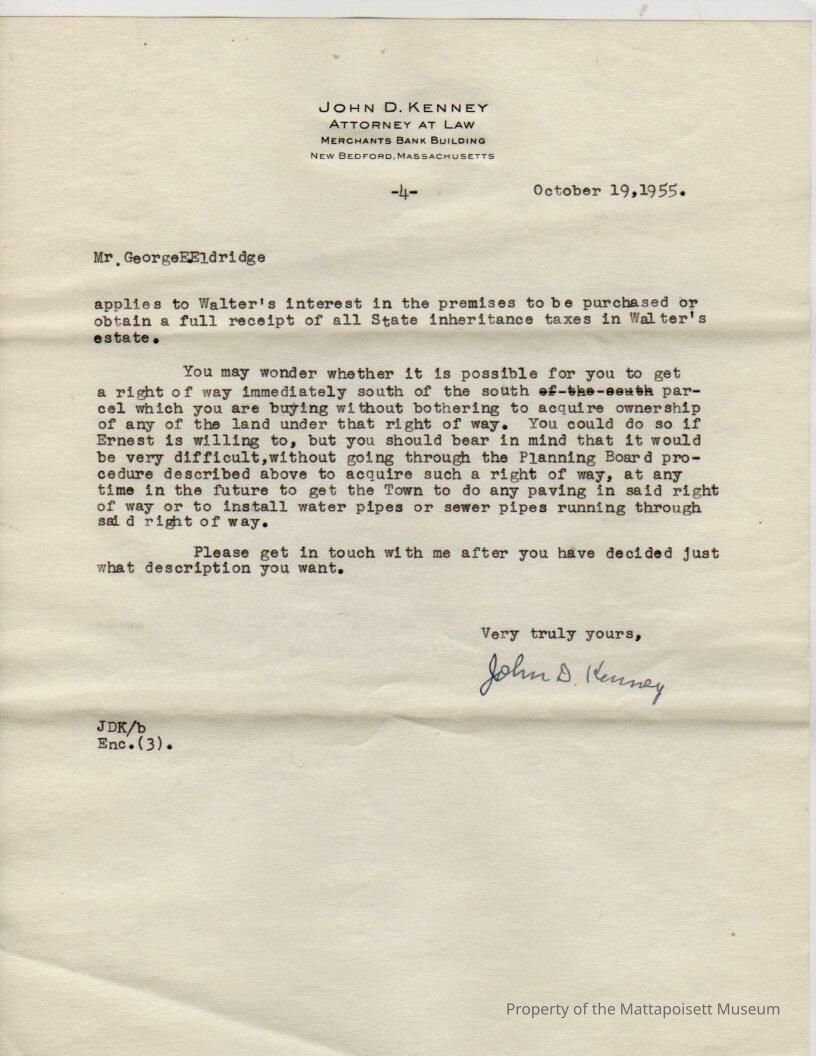 JOHN D. KENNEY
ATTORNEY AT LAW
MERCHANTS BANK BUILDING
NEW BEDFORD, MASSACHUSETTS
-4- October 19,1955.
Mr.GeorgeEEldridge
applies to Walter's interest in the premises to be purchased or
obtain a full receipt of all State inheritance taxes in Walter's
estate.
You may wonder whether it is possible for you to get
a right of way immediately south of the south of-the-south par-
cel which you are buying without bothering to acquire ownership
of any of the land under that right of way. You could do so if
Ernest is willing to, but you should bear in mind that it would
be very difficult,without going through the Planning Board pro-
cedure described above to acquire such a right of way, at any
time in the future to get the Town to do any paving in said right
of way or to install water pipes or sewer pipes running through
said right of way.
Please get in touch with me after you have decided just
what description you want.
Very truly yours,
John D. Kenney
JDK/b
Enc.(3).
Property of the Mattapoisett Museum